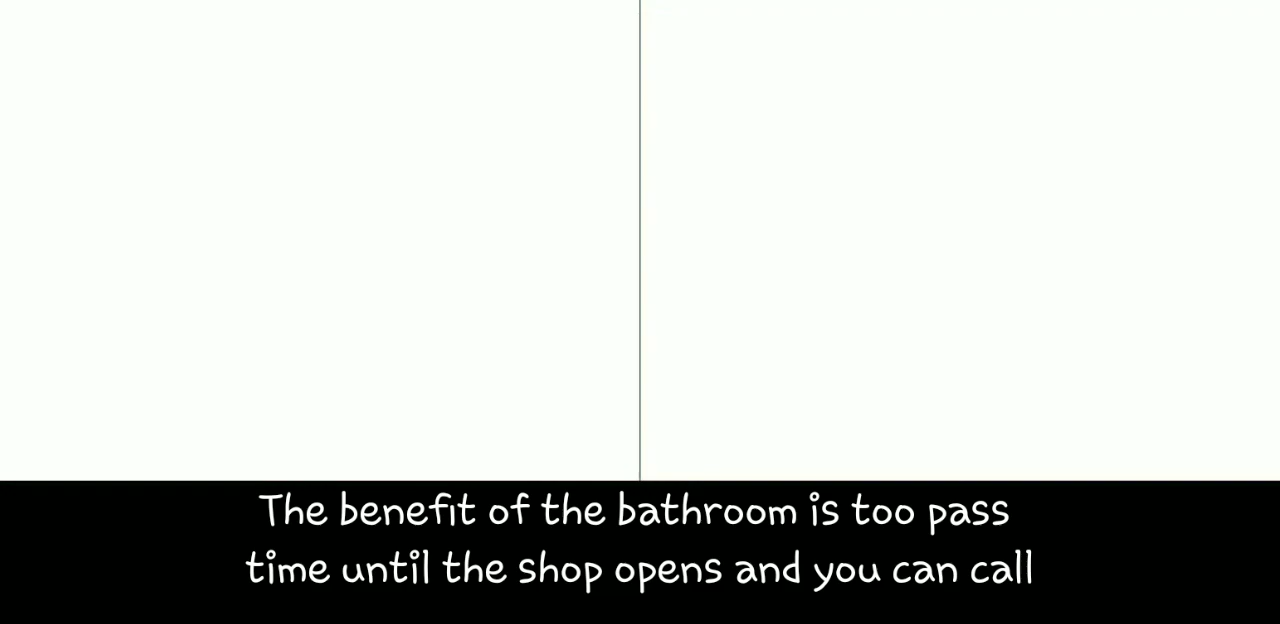 The benefit of the bathroom is too pass
time until the shop opens and you can call